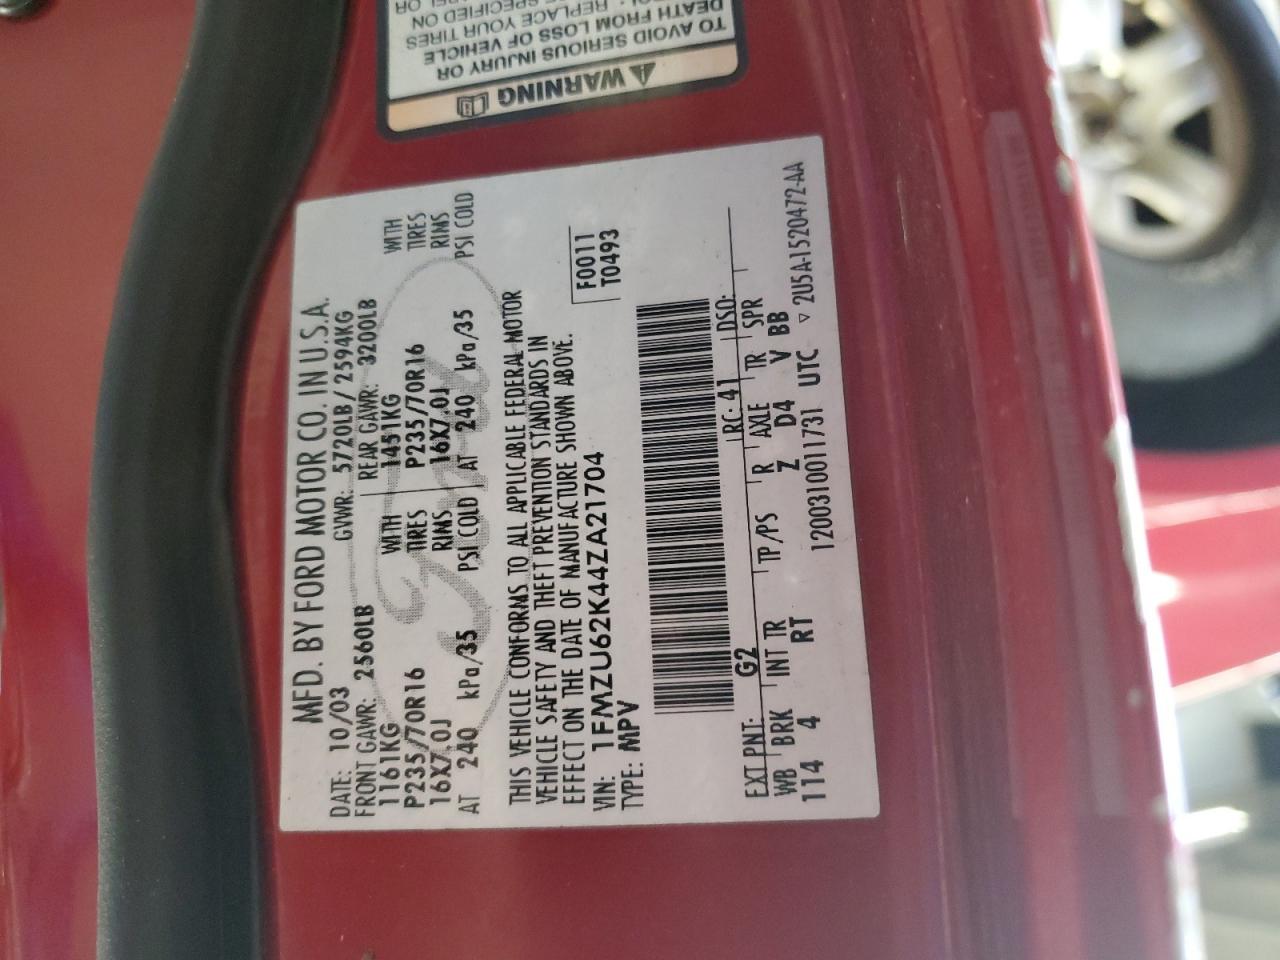 MFD. BY FORD MOTOR CO. IN U.S.A.
DATE: 10/03 GVWR: 5720LB/ 2594KG
FRONT GAWR: 2560LB REAR GAWR: 3200LB
1161KG WITH 1451KG WITH
P235/70R16 TIRES P235/70R16 TIRES
16X7.0J RIMS 16X7.0J RIMS
AT 240 kPa/35 PSI COLD AT 240 kPa/35 PSI COLD
THIS VEHICLE CONFORMS TO ALL APPLICABLE FEDERAL MOTOR
VEHICLE SAFETY AND THEFT PREVENTION STANDARDS IN
EFFECT ON THE DATE OF MANUFACTURE SHOWN ABOVE.
VIN: 1FMZU62K44ZA21704
TYPE: MPV
F0011
T0493
EXT PNT: G2 RC: 41 DSO:
WB BRK INT TR TP/PS R AXLE TR SPR
114 4 RT Z D4 V BB
1200310011731 UTC ▽ 2U5A-1520472-AA
⚠ WARNING
TO AVOID SERIOUS INJURY OR
DEATH FROM LOSS OF VEHICLE
REPLACE YOUR TIRES
SPECIFIED ON